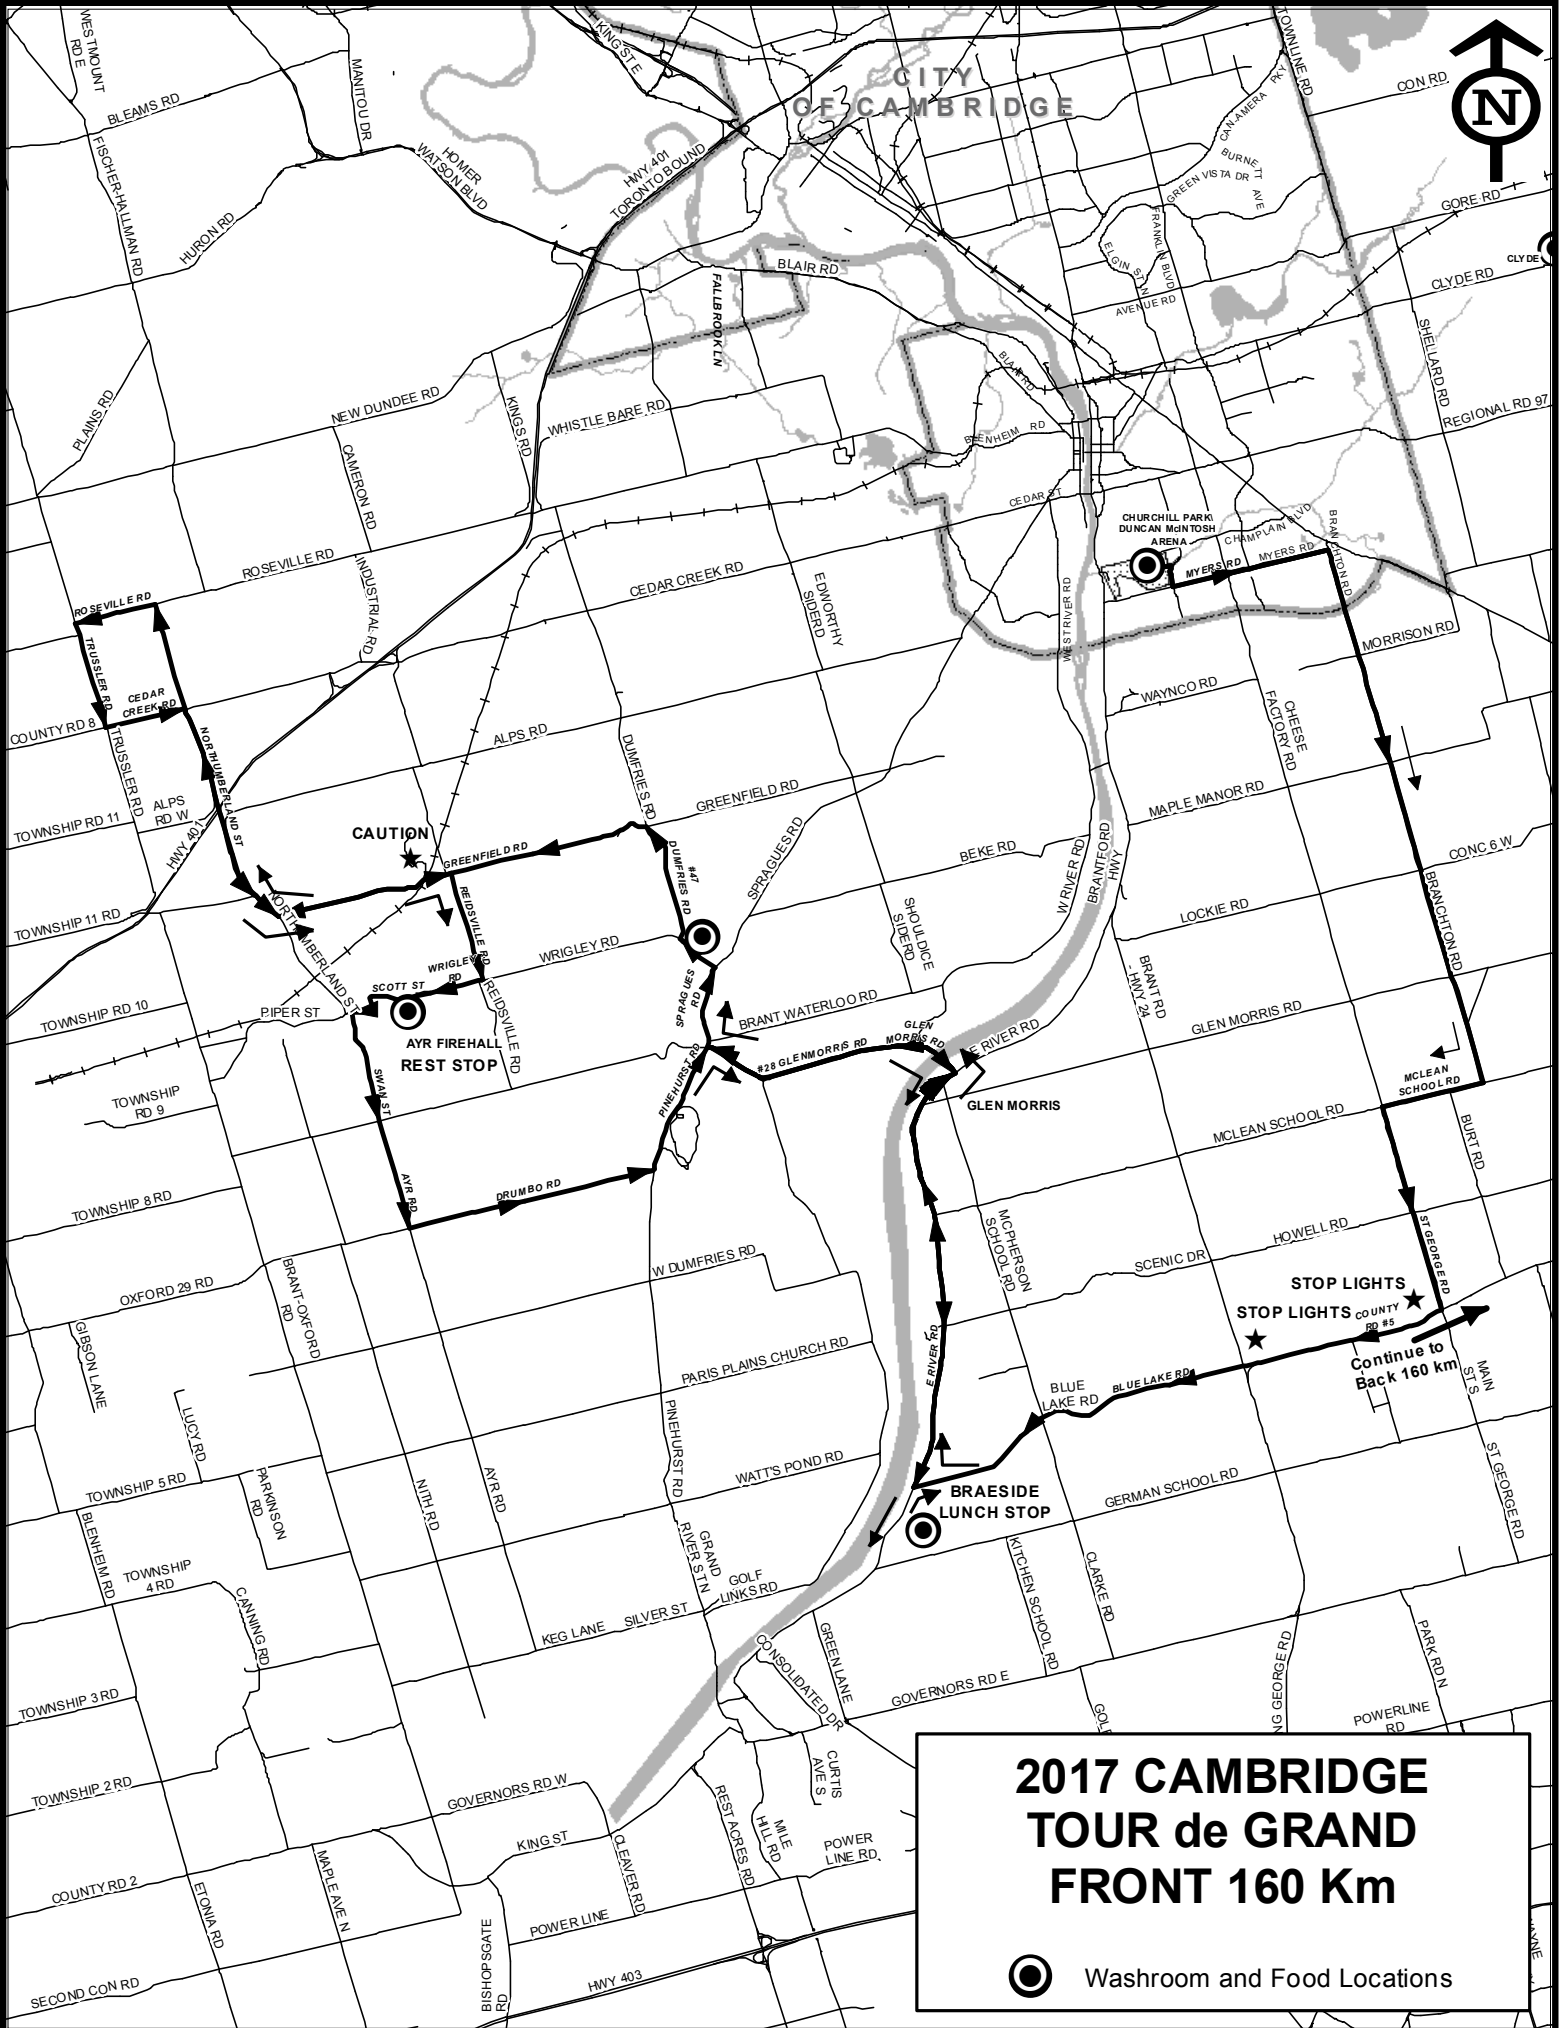 WESTMOUNT
RD E
BLEAMS RD
MANITOU DR
KING ST E
CITY
OF CAMBRIDGE
TOWNLINE RD
CON RD
N
FISCHER-HALLMAN RD
HOMER
WATSON BLVD
HWY 401
TORONTO BOUND
CAN-AMERA PKY
BURNETT AVE
GREEN VISTA DR
GORE RD
HURON RD
FRANKLIN BLVD
ELGIN ST N
AVENUE RD
CLYDE
CLYDE RD
BLAIR RD
FALLBROOK LN
SHELLARD RD
PLAINS RD
NEW DUNDEE RD
KINGS RD
WHISTLE BARE RD
BLAIR RD
BLENHEIM RD
REGIONAL RD 97
CAMERON RD
CEDAR ST
CHURCHILL PARK/
DUNCAN McINTOSH
ARENA
CHAMPLAIN BLVD
BRANCHTON RD
MYERS RD
MYERS RD
ROSEVILLE RD
INDUSTRIAL RD
CEDAR CREEK RD
EDWORTHY
SIDERD
WEST RIVER RD
ROSEVILLE RD
MORRISON RD
TRUSSLER RD
CEDAR
CREEK RD
COUNTY RD 8
WAYNCO RD
CHEESE
FACTORY RD
TRUSSLER RD
NORTHUMBERLAND ST
ALPS RD
DUMFRIES RD
GREENFIELD RD
MAPLE MANOR RD
ALPS
RD W
TOWNSHIP RD 11
HWY 401
CAUTION
GREENFIELD RD
#47
DUMFRIES RD
SPRAGUES RD
BEKE RD
W RIVER RD
BRANTFORD
HWY
CONC 6 W
BRANCHTON RD
TOWNSHIP 11 RD
NORTHUMBERLAND ST
REIDSVILLE RD
SHOULDICE
SIDERD
LOCKIE RD
WRIGLEY RD
WRIGLEY
RD
SCOTT ST
SPRAGUES
RD
BRANT RD
- HWY 24
TOWNSHIP RD 10
PIPER ST
REIDSVILLE RD
BRANT WATERLOO RD
GLEN MORRIS RD
AYR FIREHALL
REST STOP
GLEN
MORRIS RD
#28 GLENMORRIS RD
E RIVER RD
PINEHURST RD
TOWNSHIP
RD 9
SWAN ST
GLEN MORRIS
MCLEAN
SCHOOL RD
MCLEAN SCHOOL RD
BURT RD
TOWNSHIP 8 RD
AYR RD
DRUMBO RD
MCPHERSON
SCHOOL RD
HOWELL RD
ST GEORGE RD
SCENIC DR
W DUMFRIES RD
OXFORD 29 RD
BRANT-OXFORD
RD
STOP LIGHTS
STOP LIGHTS
COUNTY
RD #5
GIBSON LANE
PARIS PLAINS CHURCH RD
E RIVER RD
Continue to
Back 160 km
MAIN
ST S
BLUE
LAKE RD
BLUE LAKE RD
LUCY RD
PINEHURST RD
WATT'S POND RD
ST GEORGE RD
TOWNSHIP 5 RD
PARKINSON
RD
NITH RD
AYR RD
BRAESIDE
LUNCH STOP
GERMAN SCHOOL RD
BLENHEIM RD
TOWNSHIP
4 RD
CANNING RD
GRAND
RIVER ST N
GOLF
LINKS RD
KITCHEN SCHOOL RD
CLARKE RD
KEG LANE
SILVER ST
CONSOLIDATED DR
GREEN LANE
PARK RD N
TOWNSHIP 3 RD
GOVERNORS RD E
POWERLINE
RD
TOWNSHIP 2 RD
GOVERNORS RD W
CURTIS
AVE S
REST ACRES RD
MILE
HILL RD
POWER
LINE RD
KING ST
CLEAVER RD
COUNTY RD 2
ETONIA RD
MAPLE AVE N
POWER LINE
BISHOPSGATE
RD
SECOND CON RD
HWY 403
2017 CAMBRIDGE
TOUR de GRAND
FRONT 160 Km
Washroom and Food Locations